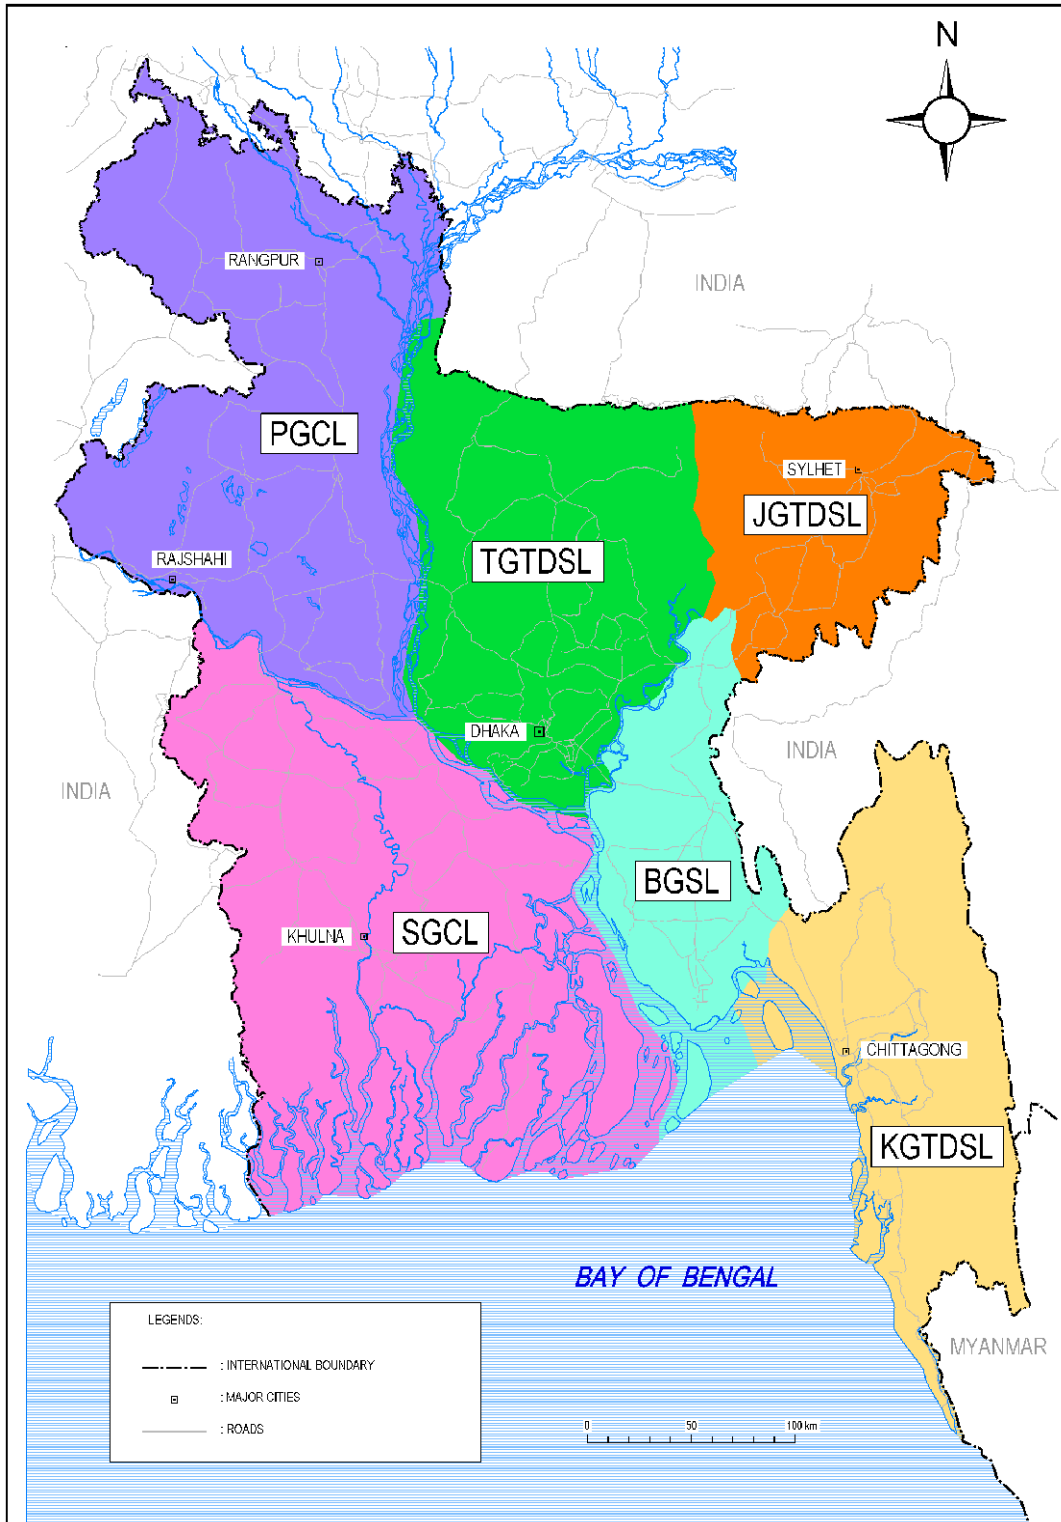 N
RANGPUR
INDIA
PGCL
SYLHET
JGTDSL
TGTDSL
RAJSHAHI
DHAKA
INDIA
INDIA
BGSL
SGCL
KHULNA
CHITTAGONG
KGTDSL
BAY OF BENGAL
LEGENDS:
: INTERNATIONAL BOUNDARY
: MAJOR CITIES
: ROADS
MYANMAR
0 50 100 km